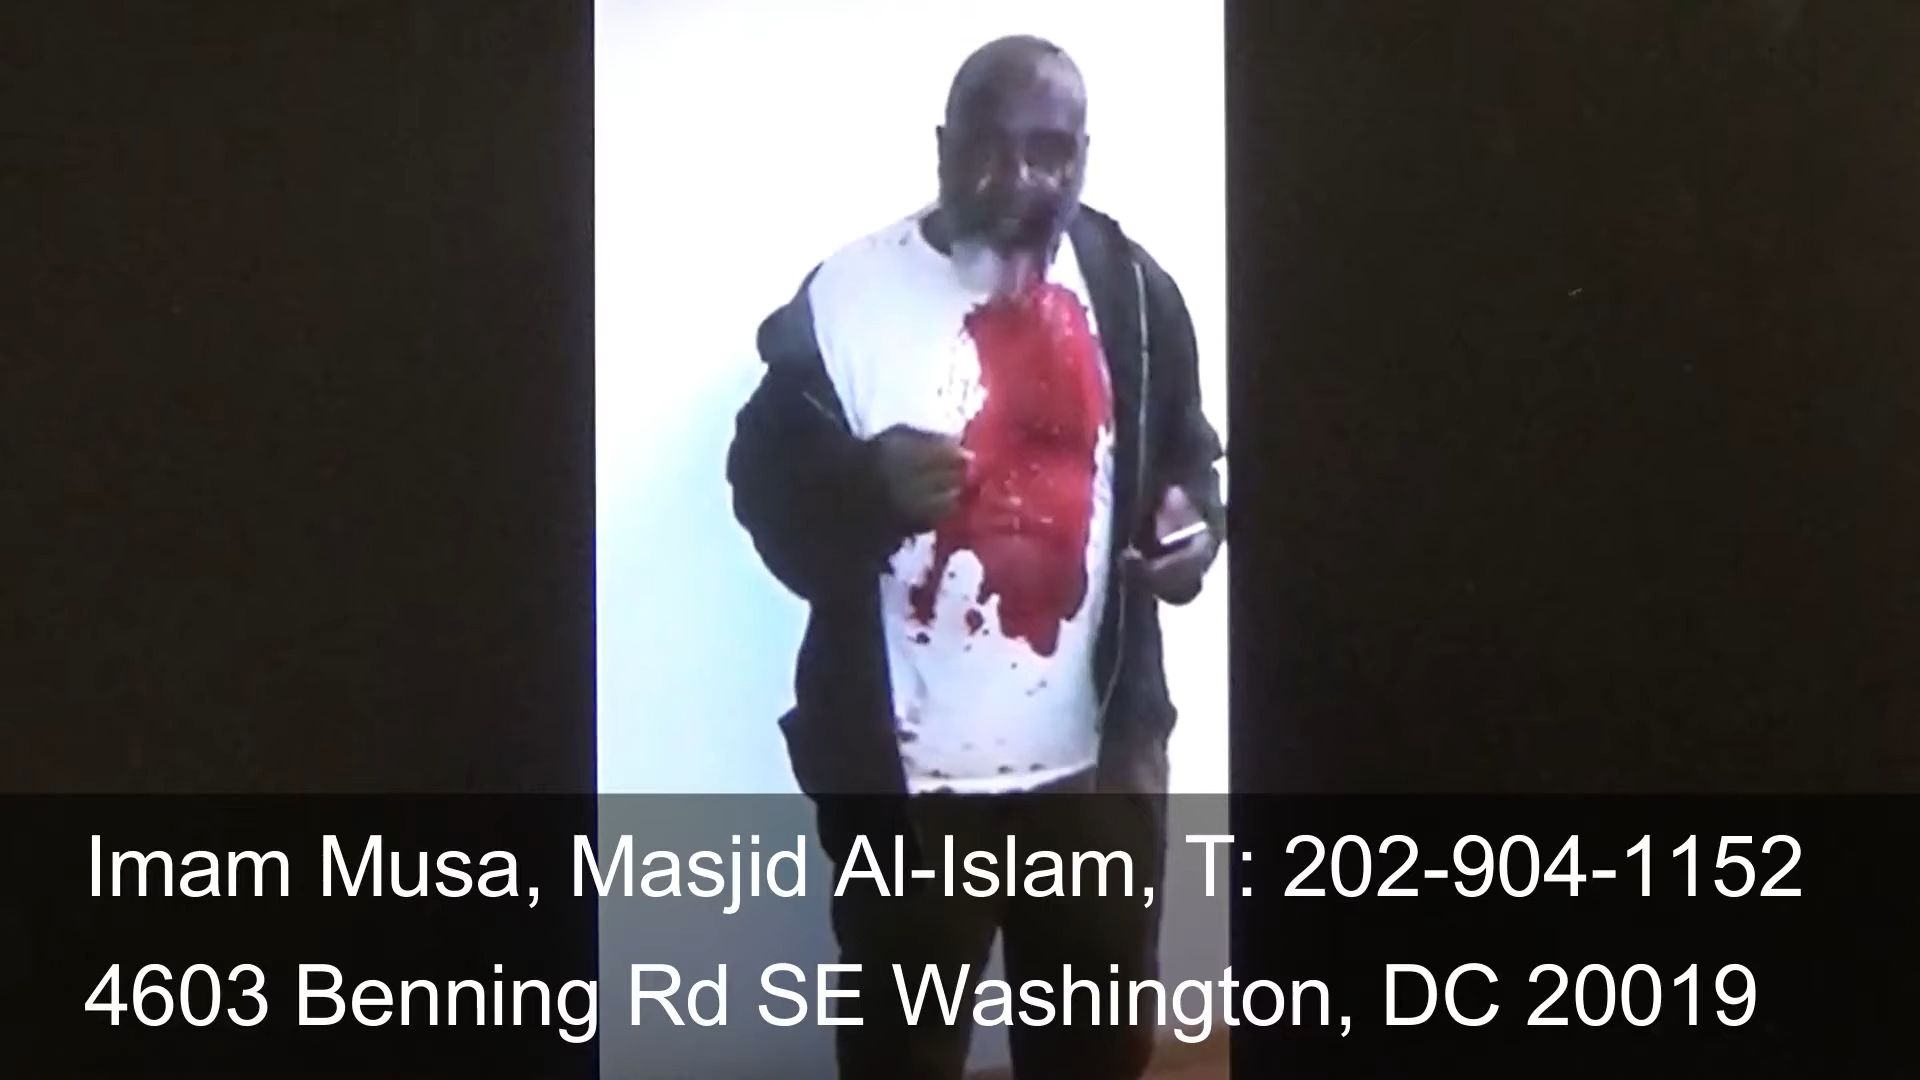 Imam Musa, Masjid Al-Islam, T: 202-904-1152
4603 Benning Rd SE Washington, DC 20019